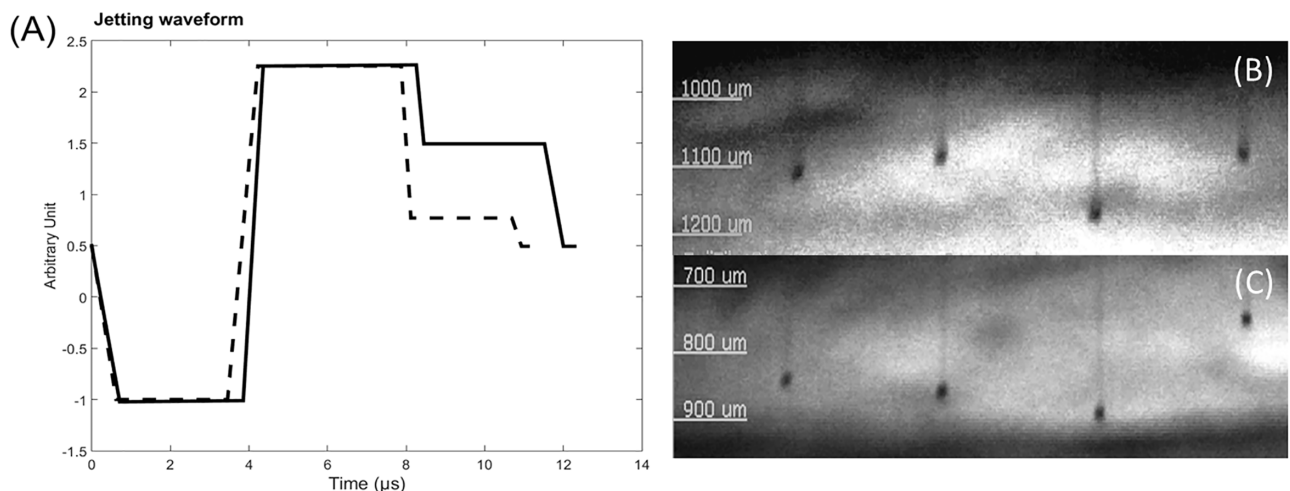 (A)
Jetting waveform
2.5
2
1.5
1
0.5
0
-0.5
-1
-1.5
Arbitrary Unit
0 2 4 6 8 10 12 14
Time (µs)
(B)
1000 um
1100 um
1200 um
(C)
700 um
800 um
900 um